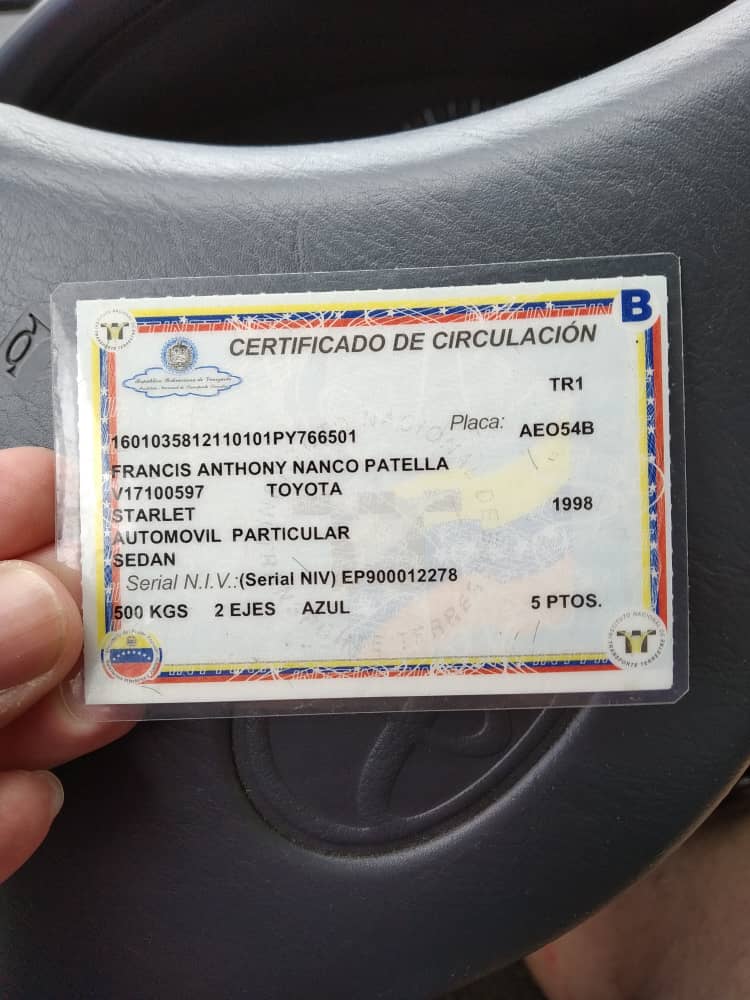 B
CERTIFICADO DE CIRCULACIÓN
República Bolivariana de Venezuela
TR1
1601035812110101PY766501 Placa: AEO54B
FRANCIS ANTHONY NANCO PATELLA
V17100597 TOYOTA
STARLET 1998
AUTOMOVIL PARTICULAR
SEDAN
Serial N.I.V.:(Serial NIV) EP900012278
500 KGS 2 EJES AZUL 5 PTOS.
INSTITUTO NACIONAL DE TRANSPORTE TERRESTRE